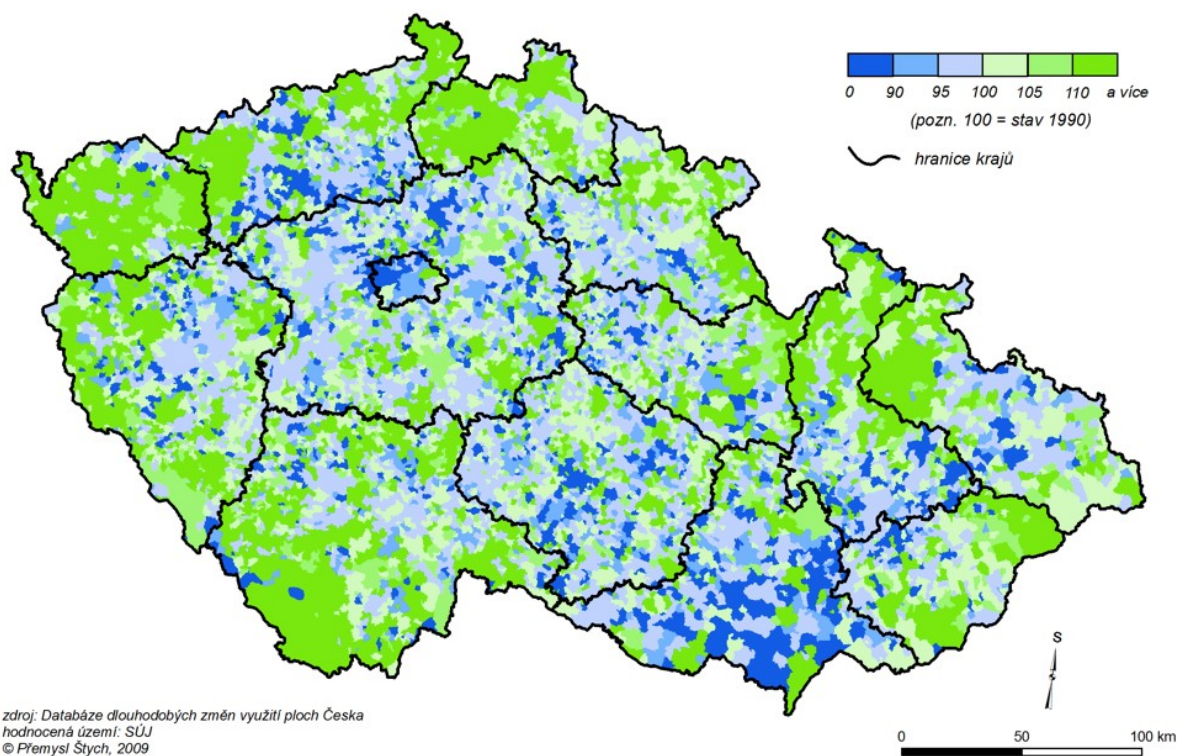 0 90 95 100 105 110 a více
(pozn. 100 = stav 1990)
hranice krajů
S
zdroj: Databáze dlouhodobých změn využití ploch Česka
hodnocená území: SÚJ
© Přemysl Štych, 2009
0 50 100 km